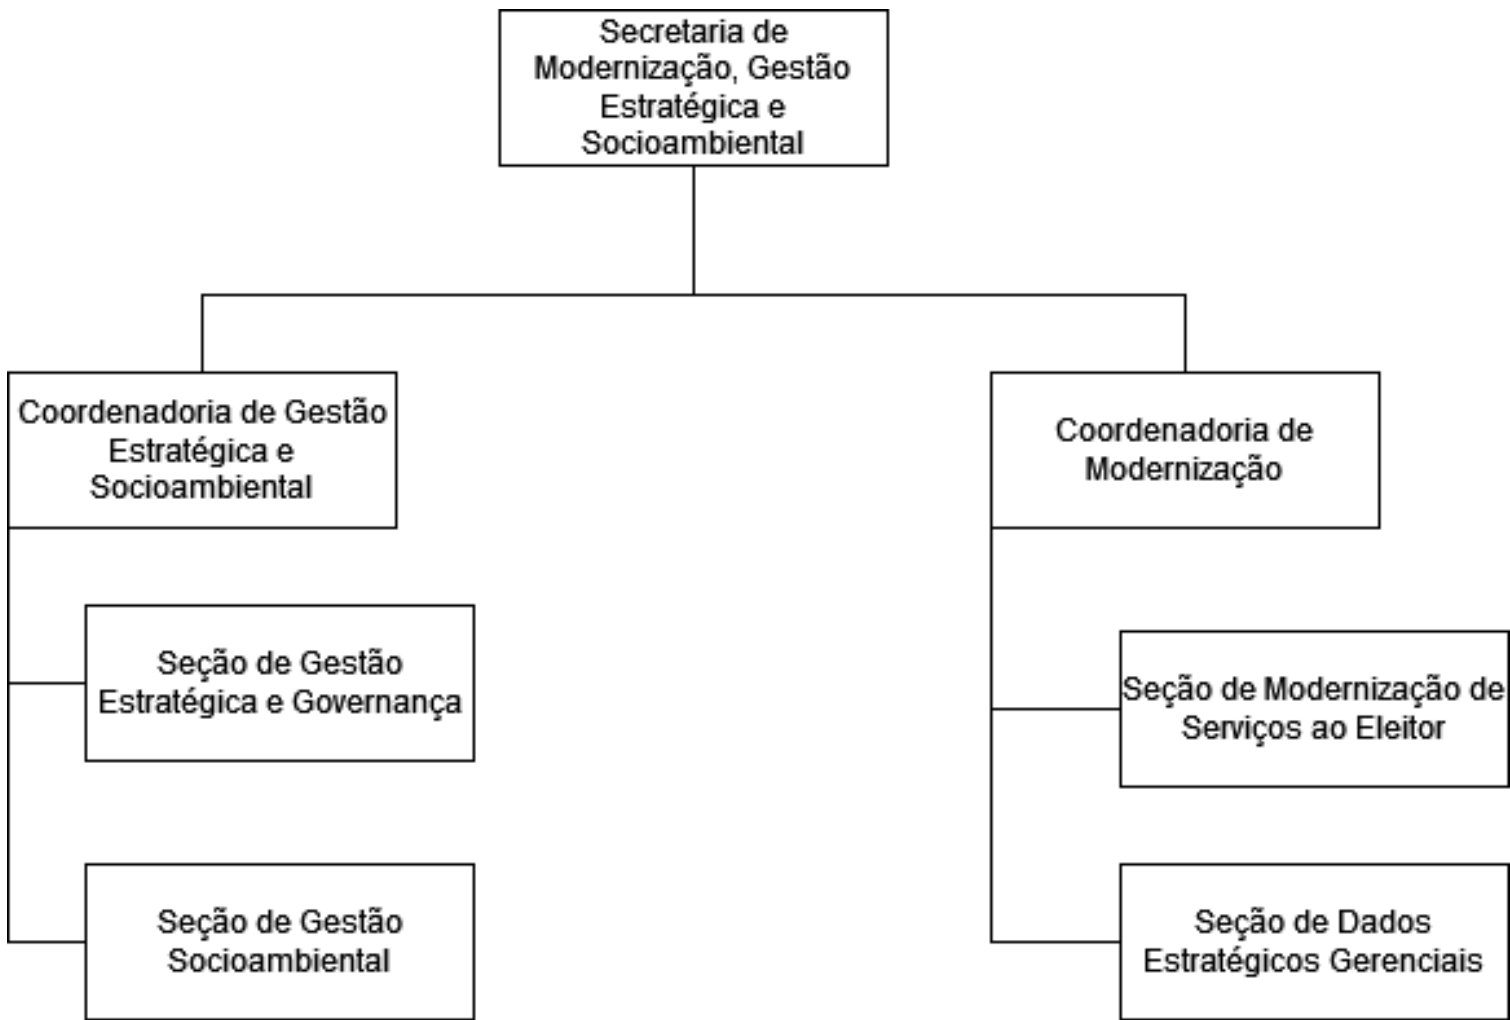 Secretaria de
Modernização, Gestão
Estratégica e
Socioambiental
Coordenadoria de Gestão
Estratégica e
Socioambiental
Coordenadoria de
Modernização
Seção de Gestão
Estratégica e Governança
Seção de Modernização de
Serviços ao Eleitor
Seção de Gestão
Socioambiental
Seção de Dados
Estratégicos Gerenciais